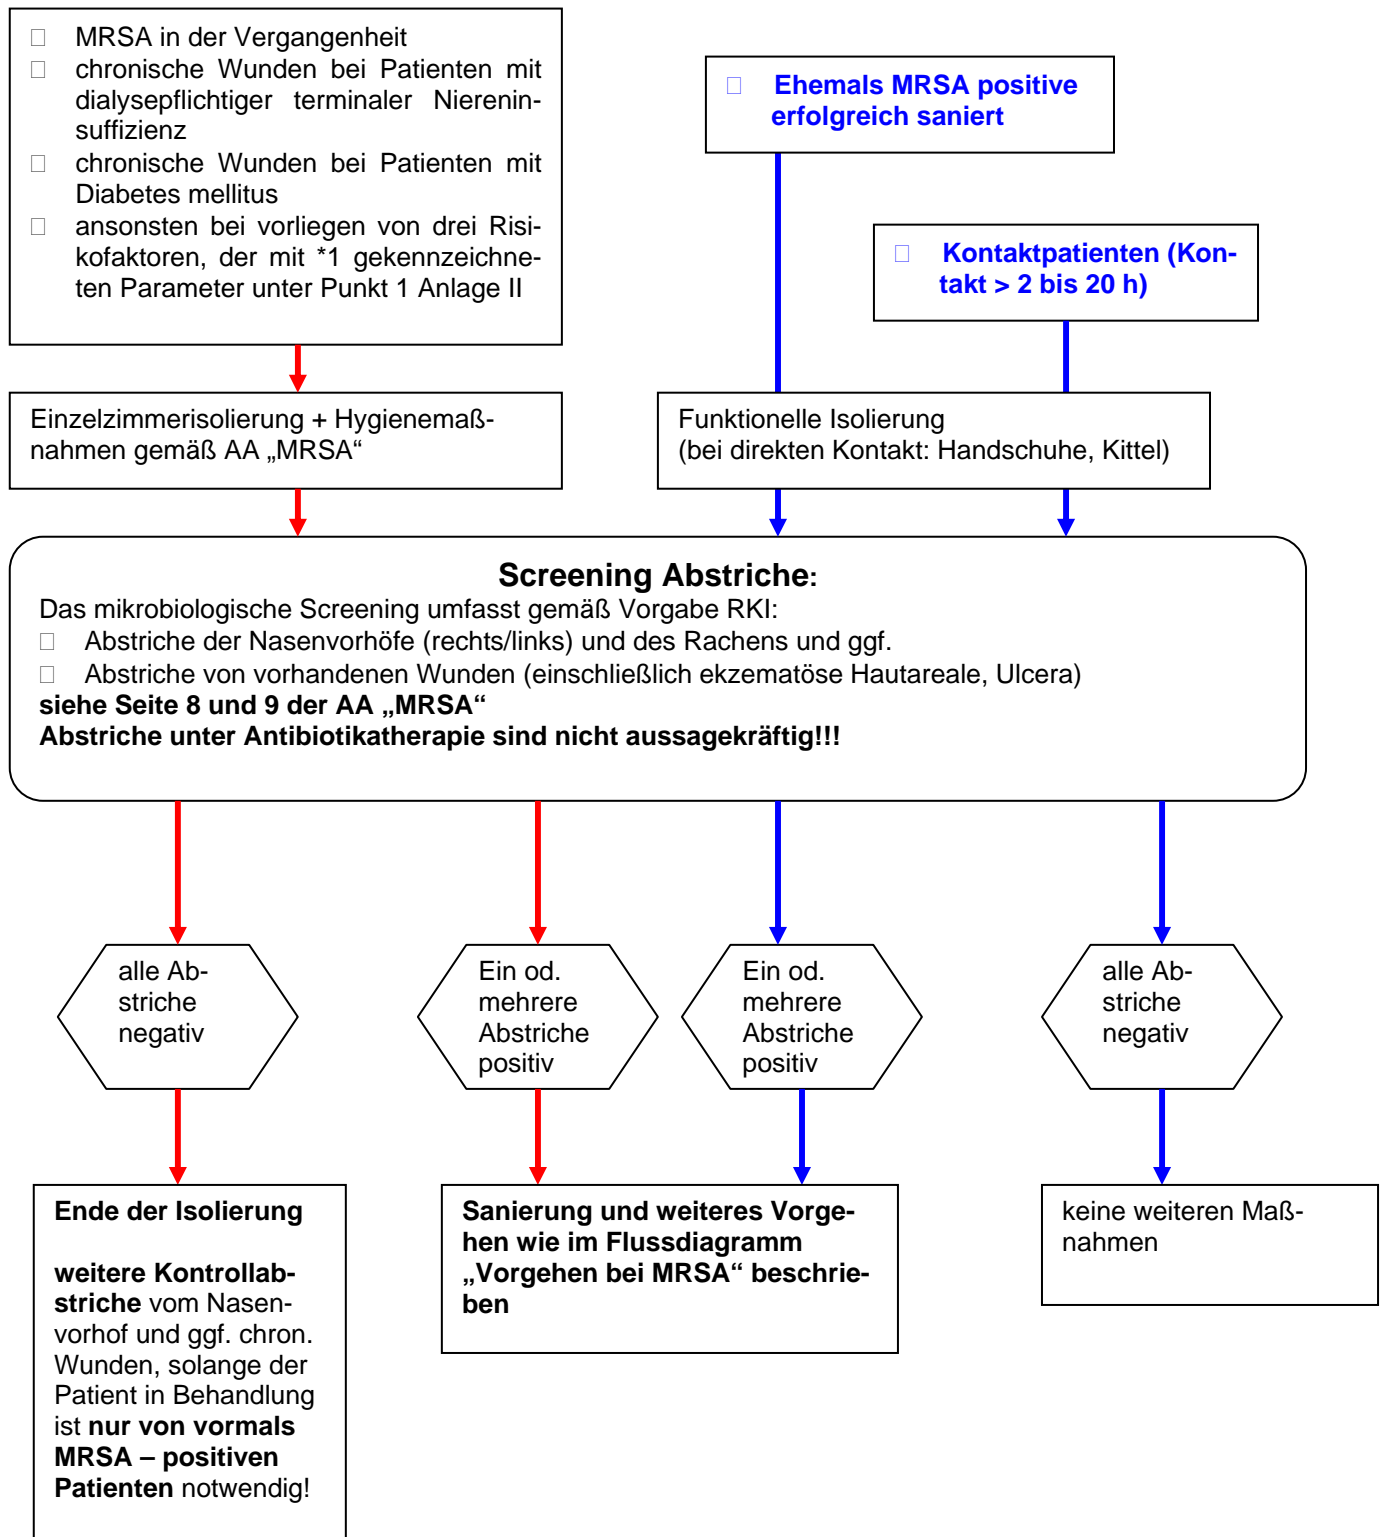 □ MRSA in der Vergangenheit
□ chronische Wunden bei Patienten mit
dialysepflichtiger terminaler Nierenin-
suffizienz
□ chronische Wunden bei Patienten mit
Diabetes mellitus
□ ansonsten bei vorliegen von drei Risi-
kofaktoren, der mit *1 gekennzeichne-
ten Parameter unter Punkt 1 Anlage II
□ Ehemals MRSA positive
erfolgreich saniert
□ Kontaktpatienten (Kon-
takt > 2 bis 20 h)
Einzelzimmerisolierung + Hygienemaß-
nahmen gemäß AA „MRSA“
Funktionelle Isolierung
(bei direkten Kontakt: Handschuhe, Kittel)
Screening Abstriche:
Das mikrobiologische Screening umfasst gemäß Vorgabe RKI:
□ Abstriche der Nasenvorhöfe (rechts/links) und des Rachens und ggf.
□ Abstriche von vorhandenen Wunden (einschließlich ekzematöse Hautareale, Ulcera)
siehe Seite 8 und 9 der AA „MRSA“
Abstriche unter Antibiotikatherapie sind nicht aussagekräftig!!!
alle Ab-
striche
negativ
Ein od.
mehrere
Abstriche
positiv
Ein od.
mehrere
Abstriche
positiv
alle Ab-
striche
negativ
Ende der Isolierung
weitere Kontrollab-
striche vom Nasen-
vorhof und ggf. chron.
Wunden, solange der
Patient in Behandlung
ist nur von vormals
MRSA – positiven
Patienten notwendig!
Sanierung und weiteres Vorge-
hen wie im Flussdiagramm
„Vorgehen bei MRSA“ beschrie-
ben
keine weiteren Maß-
nahmen